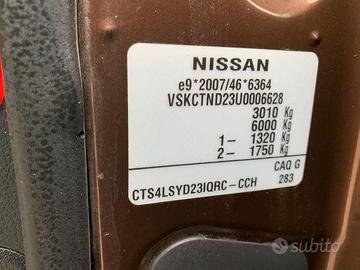 NISSAN
e9*2007/46*6364
VSKCTND23U0006628
3010 Kg
6000 Kg
1- 1320 Kg
2- 1750 Kg
CAQ G
CTS4LSYD23IQRC-CCH 283
subito